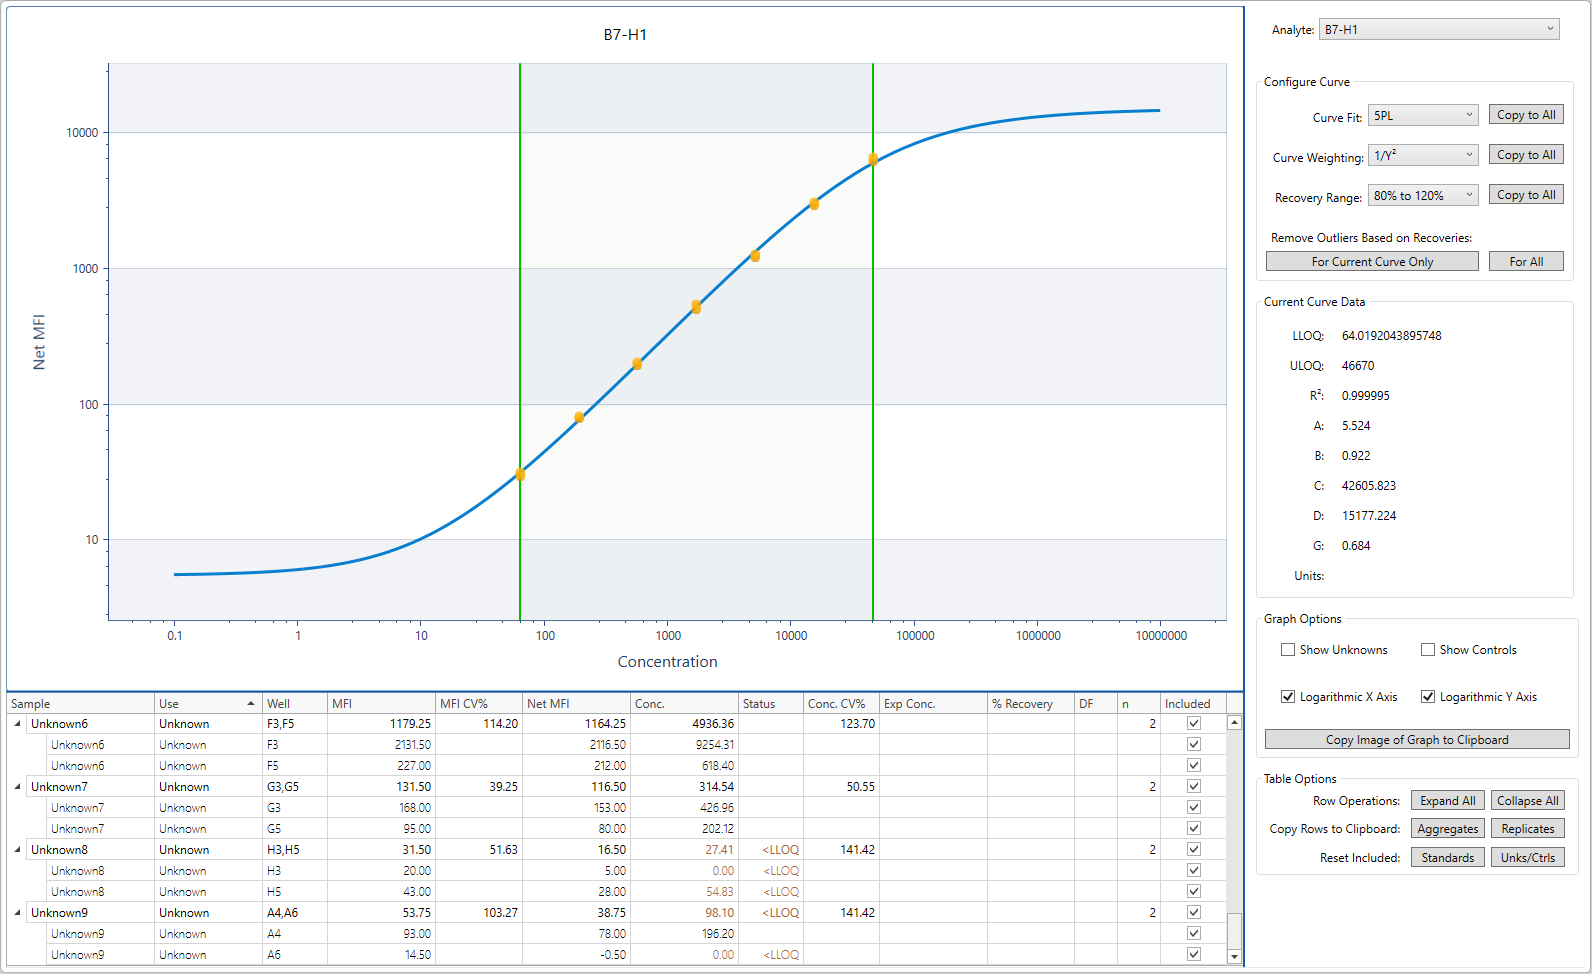 B7-H1
10000
1000
100
10
Net MFI
0.1 1 10 100 1000 10000 100000 1000000 10000000
Concentration
Analyte: B7-H1
Configure Curve
Curve Fit: 5PL Copy to All
Curve Weighting: 1/Y² Copy to All
Recovery Range: 80% to 120% Copy to All
Remove Outliers Based on Recoveries:
For Current Curve Only For All
Current Curve Data
LLOQ: 64.0192043895748
ULOQ: 46670
R²: 0.999995
A: 5.524
B: 0.922
C: 42605.823
D: 15177.224
G: 0.684
Units:
Graph Options
Show Unknowns Show Controls
Logarithmic X Axis Logarithmic Y Axis
Copy Image of Graph to Clipboard
Table Options
Row Operations: Expand All Collapse All
Copy Rows to Clipboard: Aggregates Replicates
Reset Included: Standards Unks/Ctrls
Sample Use Well MFI MFI CV% Net MFI Conc. Status Conc. CV% Exp Conc. % Recovery DF n Included
Unknown6 Unknown F3,F5 1179.25 114.20 1164.25 4936.36 123.70 2
Unknown6 Unknown F3 2131.50 2116.50 9254.31
Unknown6 Unknown F5 227.00 212.00 618.40
Unknown7 Unknown G3,G5 131.50 39.25 116.50 314.54 50.55 2
Unknown7 Unknown G3 168.00 153.00 426.96
Unknown7 Unknown G5 95.00 80.00 202.12
Unknown8 Unknown H3,H5 31.50 51.63 16.50 27.41 <LLOQ 141.42 2
Unknown8 Unknown H3 20.00 5.00 0.00 <LLOQ
Unknown8 Unknown H5 43.00 28.00 54.83 <LLOQ
Unknown9 Unknown A4,A6 53.75 103.27 38.75 98.10 <LLOQ 141.42 2
Unknown9 Unknown A4 93.00 78.00 196.20
Unknown9 Unknown A6 14.50 -0.50 0.00 <LLOQ